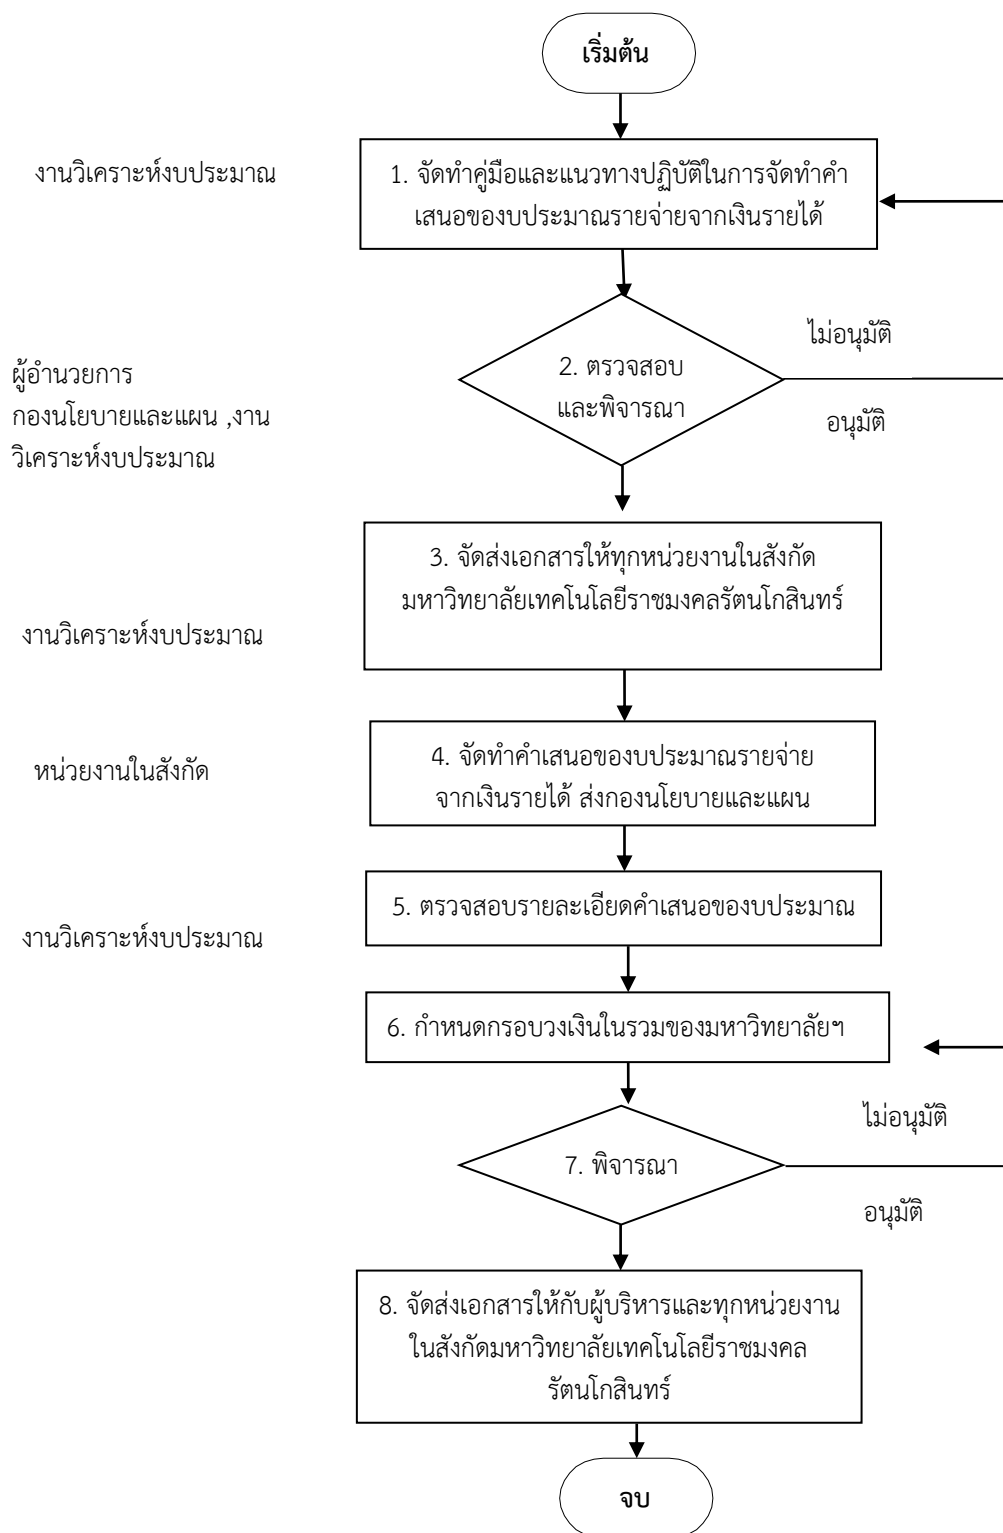 เริ่มต้น
งานวิเคราะห์งบประมาณ
1. จัดทำคู่มือและแนวทางปฏิบัติในการจัดทำคำ
เสนอของบประมาณรายจ่ายจากเงินรายได้
ไม่อนุมัติ
2. ตรวจสอบ
และพิจารณา
ผู้อำนวยการ
กองนโยบายและแผน ,งาน
วิเคราะห์งบประมาณ
อนุมัติ
3. จัดส่งเอกสารให้ทุกหน่วยงานในสังกัด
มหาวิทยาลัยเทคโนโลยีราชมงคลรัตนโกสินทร์
งานวิเคราะห์งบประมาณ
4. จัดทำคำเสนอของบประมาณรายจ่าย
จากเงินรายได้ ส่งกองนโยบายและแผน
หน่วยงานในสังกัด
5. ตรวจสอบรายละเอียดคำเสนอของบประมาณ
งานวิเคราะห์งบประมาณ
6. กำหนดกรอบวงเงินในรวมของมหาวิทยาลัยฯ
ไม่อนุมัติ
7. พิจารณา
อนุมัติ
8. จัดส่งเอกสารให้กับผู้บริหารและทุกหน่วยงาน
ในสังกัดมหาวิทยาลัยเทคโนโลยีราชมงคล
รัตนโกสินทร์
จบ